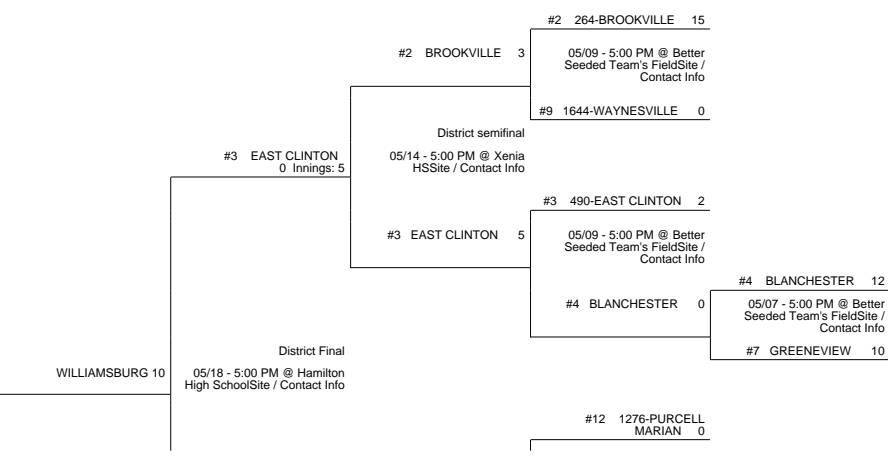 #2 264-BROOKVILLE 15
#2 BROOKVILLE 3
05/09 - 5:00 PM @ Better
Seeded Team's FieldSite /
Contact Info
#9 1644-WAYNESVILLE 0
District semifinal
#3 EAST CLINTON
0 Innings: 5
05/14 - 5:00 PM @ Xenia
HSSite / Contact Info
#3 490-EAST CLINTON 2
#3 EAST CLINTON 5
05/09 - 5:00 PM @ Better
Seeded Team's FieldSite /
Contact Info
#4 BLANCHESTER 12
#4 BLANCHESTER 0
05/07 - 5:00 PM @ Better
Seeded Team's FieldSite /
Contact Info
#7 GREENEVIEW 10
District Final
WILLIAMSBURG 10
05/18 - 5:00 PM @ Hamilton
High SchoolSite / Contact Info
#12 1276-PURCELL
MARIAN 0